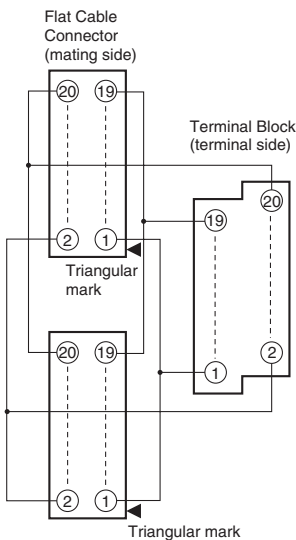 Flat Cable
Connector
(mating side)
20 19
Terminal Block
(terminal side)
20
19
2 1
Triangular
mark
20 19
2
1
2 1
Triangular mark